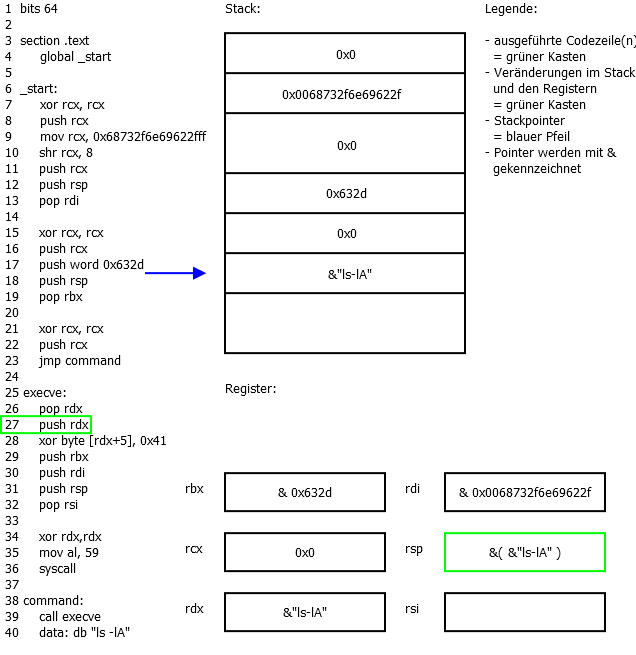 1 bits 64
2
3 section .text
4 global _start
5
6 _start:
7 xor rcx, rcx
8 push rcx
9 mov rcx, 0x68732f6e69622fff
10 shr rcx, 8
11 push rcx
12 push rsp
13 pop rdi
14
15 xor rcx, rcx
16 push rcx
17 push word 0x632d
18 push rsp
19 pop rbx
20
21 xor rcx, rcx
22 push rcx
23 jmp command
24
25 execve:
26 pop rdx
27 push rdx
28 xor byte [rdx+5], 0x41
29 push rbx
30 push rdi
31 push rsp
32 pop rsi
33
34 xor rdx,rdx
35 mov al, 59
36 syscall
37
38 command:
39 call execve
40 data: db "ls -lA"
Stack:
0x0
0x0068732f6e69622f
0x0
0x632d
0x0
&"ls-lA"
Legende:
- ausgeführte Codezeile(n)
= grüner Kasten
- Veränderungen im Stack
und den Registern
= grüner Kasten
- Stackpointer
= blauer Pfeil
- Pointer werden mit &
gekennzeichnet
Register:
rbx & 0x632d rdi & 0x0068732f6e69622f
rcx 0x0 rsp &( &"ls-lA" )
rdx &"ls-lA" rsi